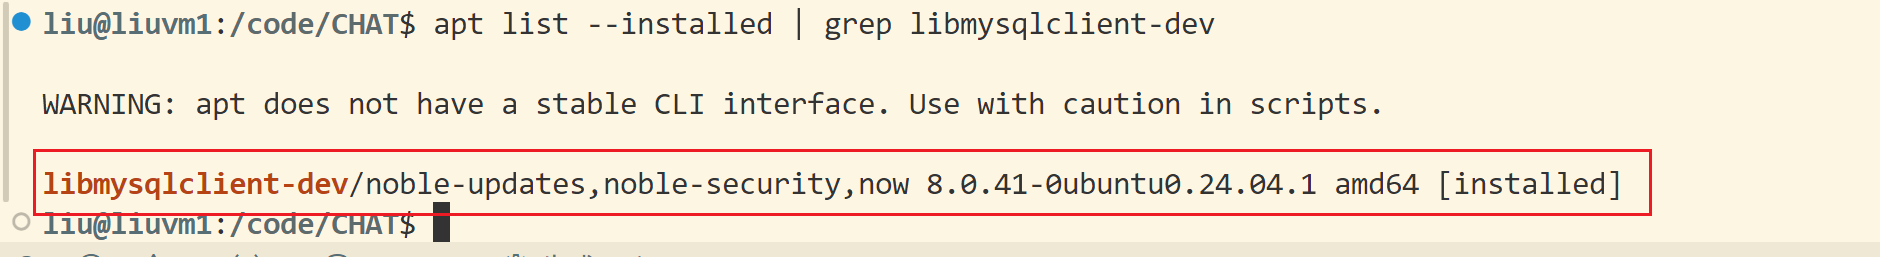 liu@liuvm1:/code/CHAT$ apt list --installed | grep libmysqlclient-dev
WARNING: apt does not have a stable CLI interface. Use with caution in scripts.
libmysqlclient-dev/noble-updates,noble-security,now 8.0.41-0ubuntu0.24.04.1 amd64 [installed]
liu@liuvm1:/code/CHAT$